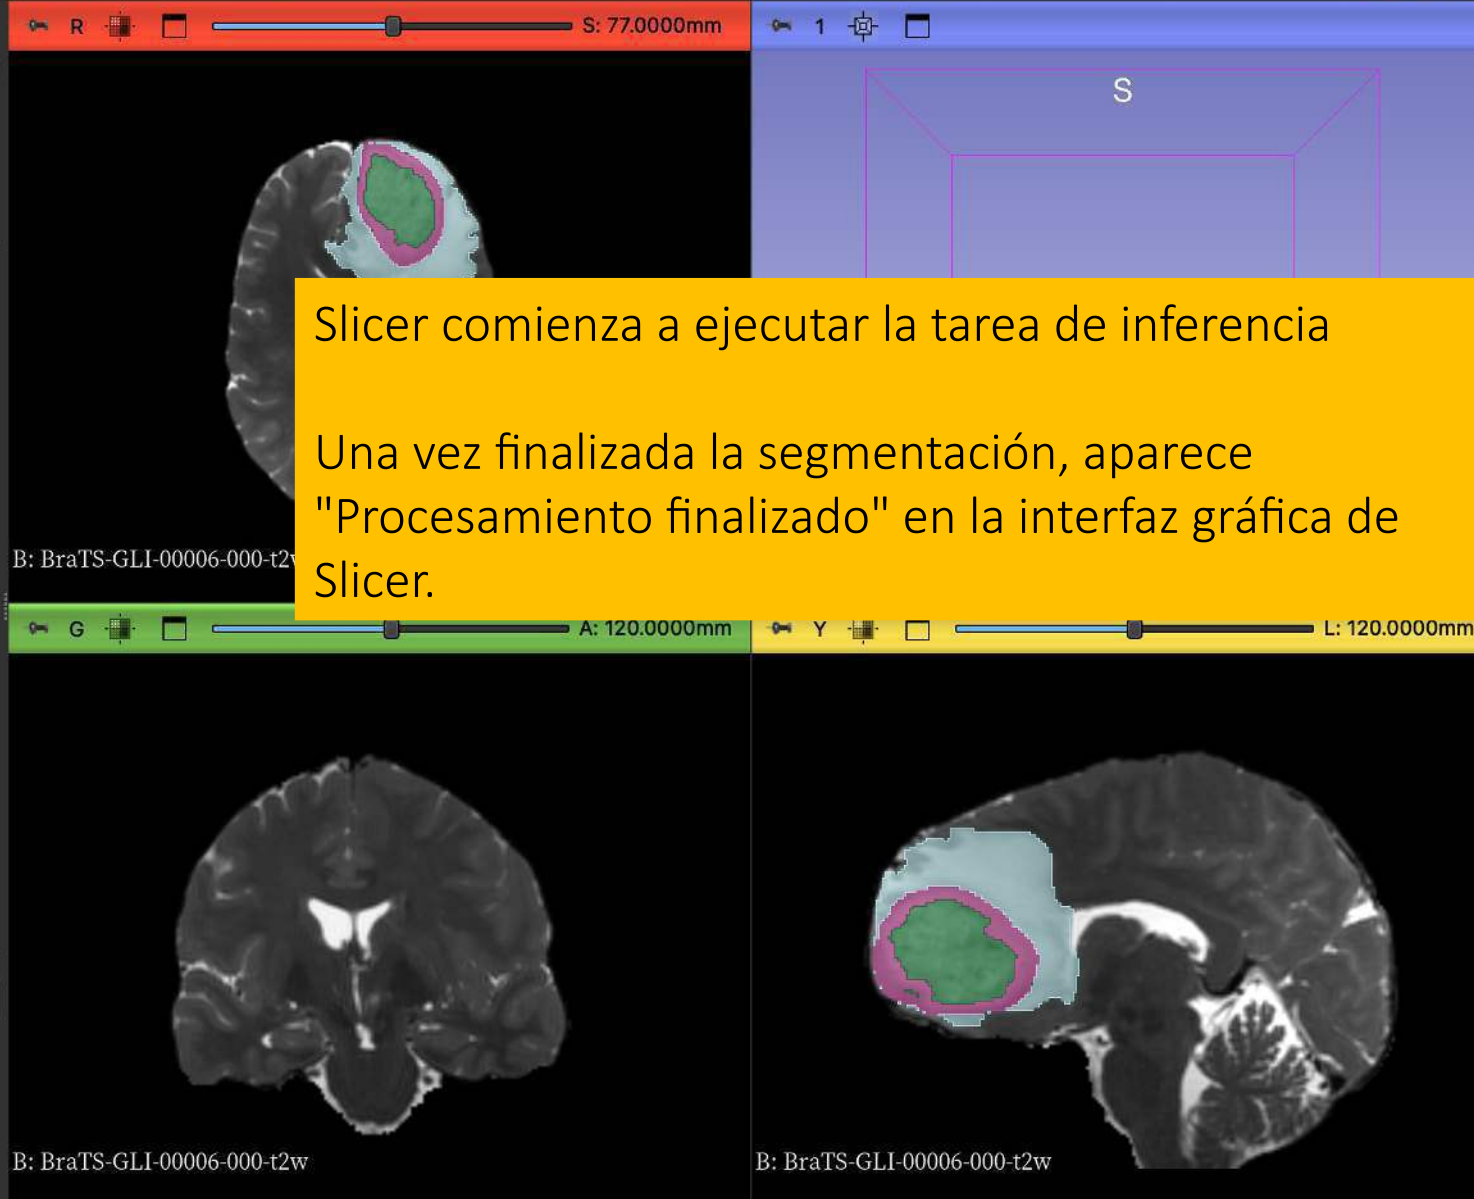 R
S: 77.0000mm
1
S
Slicer comienza a ejecutar la tarea de inferencia
Una vez finalizada la segmentación, aparece
"Procesamiento finalizado" en la interfaz gráfica de
Slicer.
B: BraTS-GLI-00006-000-t2w
G
A: 120.0000mm
Y
L: 120.0000mm
B: BraTS-GLI-00006-000-t2w
B: BraTS-GLI-00006-000-t2w